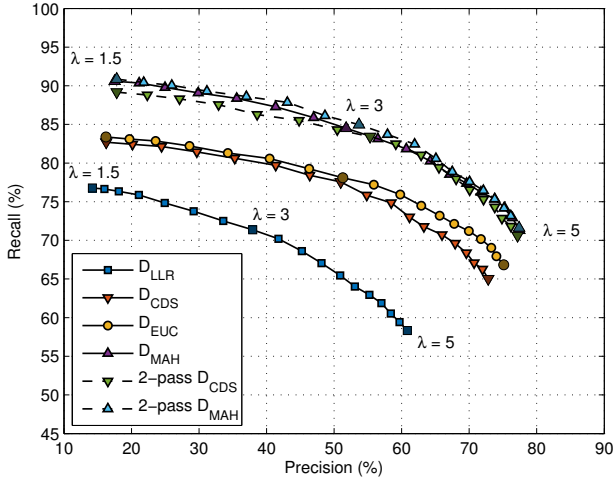 100
95
90
85
80
75
70
65
60
55
50
45
Recall (%)
λ = 1.5
λ = 3
λ = 5
λ = 1.5
λ = 3
λ = 5
D_LLR
D_CDS
D_EUC
D_MAH
2−pass D_CDS
2−pass D_MAH
10 20 30 40 50 60 70 80 90
Precision (%)